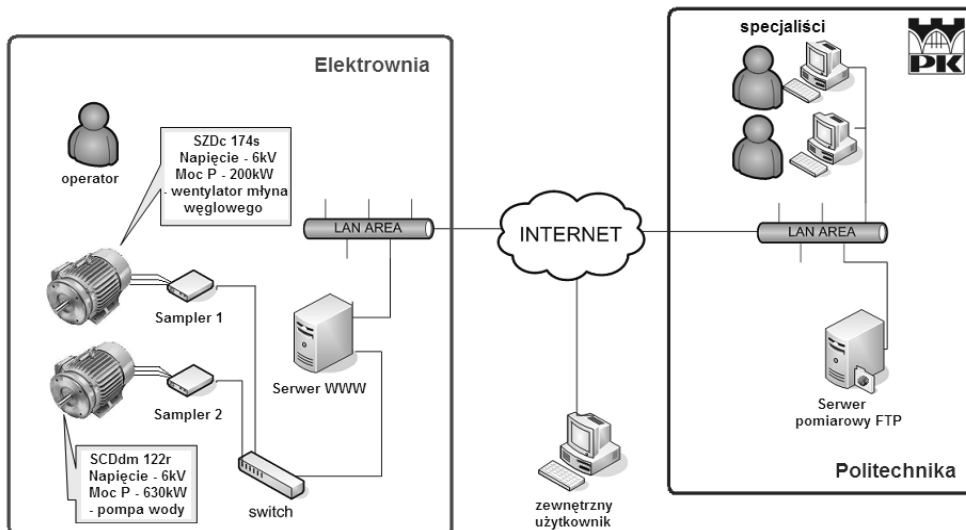 Elektrownia
operator
SZDc 174s
Napięcie - 6kV
Moc P - 200kW
- wentylator młyna
węglowego
LAN AREA
Sampler 1
Serwer WWW
Sampler 2
SCDdm 122r
Napięcie - 6kV
Moc P - 630kW
- pompa wody
switch
INTERNET
zewnętrzny
użytkownik
specjaliści
PK
LAN AREA
Serwer
pomiarowy FTP
Politechnika